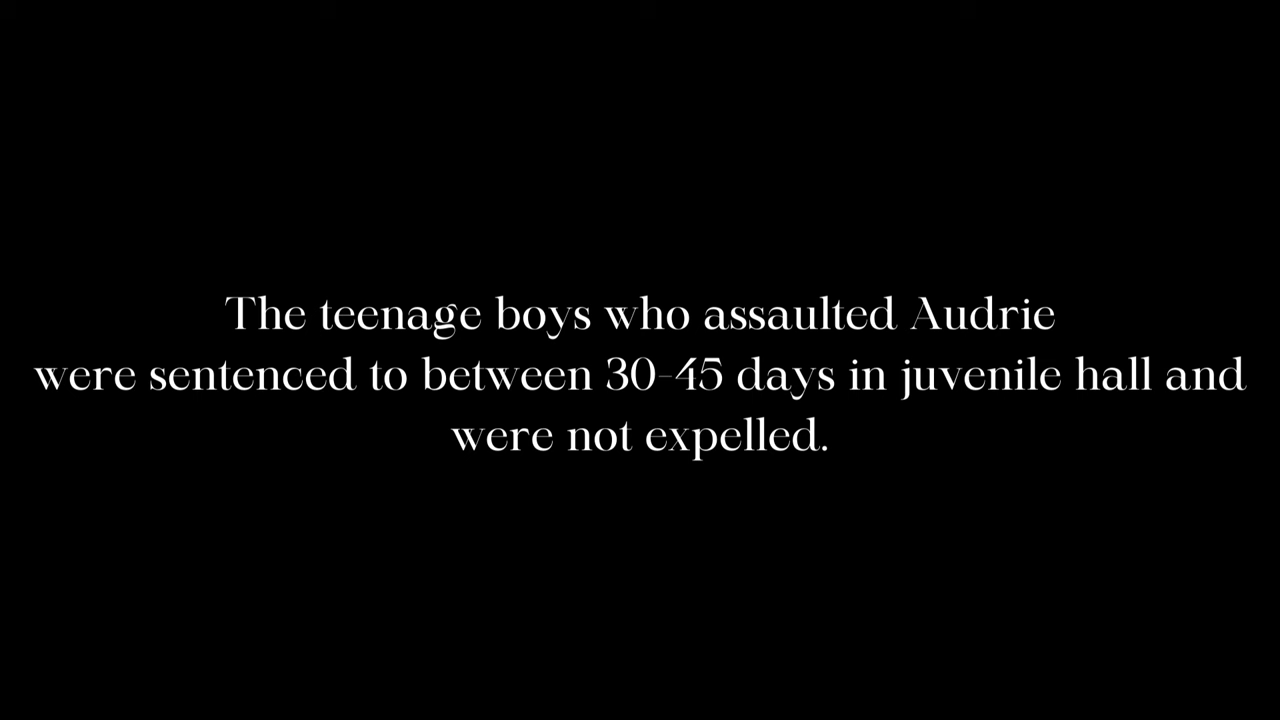 The teenage boys who assaulted Audrie
were sentenced to between 30-45 days in juvenile hall and
were not expelled.